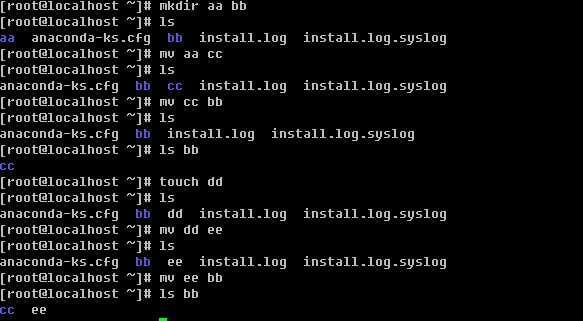 [root@localhost ~]# mkdir aa bb
[root@localhost ~]# ls
aa  anaconda-ks.cfg  bb  install.log  install.log.syslog
[root@localhost ~]# mv aa cc
[root@localhost ~]# ls
anaconda-ks.cfg  bb  cc  install.log  install.log.syslog
[root@localhost ~]# mv cc bb
[root@localhost ~]# ls
anaconda-ks.cfg  bb  install.log  install.log.syslog
[root@localhost ~]# ls bb
cc
[root@localhost ~]# touch dd
[root@localhost ~]# ls
anaconda-ks.cfg  bb  dd  install.log  install.log.syslog
[root@localhost ~]# mv dd ee
[root@localhost ~]# ls
anaconda-ks.cfg  bb  ee  install.log  install.log.syslog
[root@localhost ~]# mv ee bb
[root@localhost ~]# ls bb
cc  ee